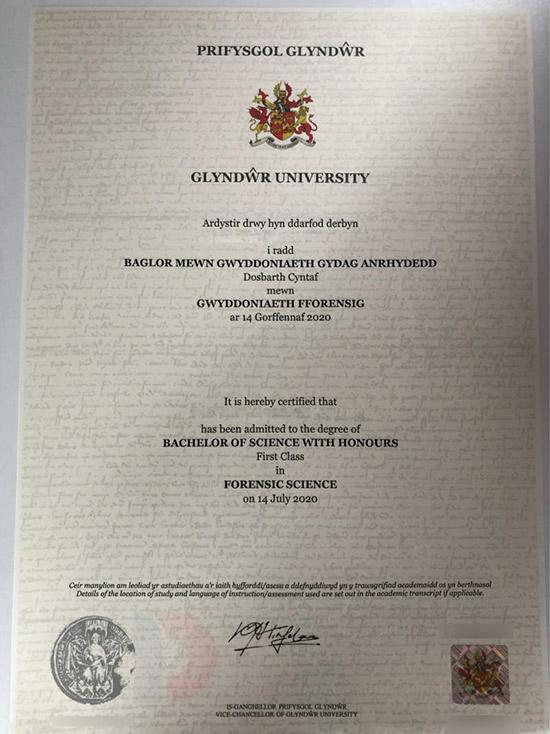 PRIFYSGOL GLYNDŴR
GLYNDŴR UNIVERSITY
Ardystir drwy hyn ddarfod derbyn
i radd
BAGLOR MEWN GWYDDONIAETH GYDAG ANRHYDEDD
Dosbarth Cyntaf
mewn
GWYDDONIAETH FFORENSIG
ar 14 Gorffennaf 2020
It is hereby certified that
has been admitted to the degree of
BACHELOR OF SCIENCE WITH HONOURS
First Class
in
FORENSIC SCIENCE
on 14 July 2020
Ceir manylion am leoliad yr astudiaethau a'r iaith hyfforddi/asesu a ddefnyddiwyd yn y trawsgrifiad academaidd os yn berthnasol
Details of the location of study and language of instruction/assessment used are set out in the academic transcript if applicable.
IS-GANGHELLOR PRIFYSGOL GLYNDŴR
VICE-CHANCELLOR OF GLYNDŴR UNIVERSITY